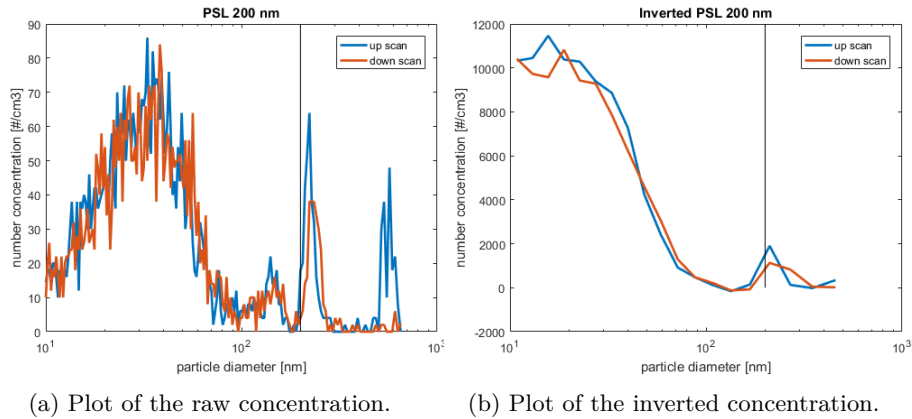 PSL 200 nm
90
80
70
60
50
40
30
20
10
0
number concentration [#/cm3]
up scan
down scan
10^1
10^2
10^3
particle diameter [nm]
(a) Plot of the raw concentration.
Inverted PSL 200 nm
12000
10000
8000
6000
4000
2000
0
-2000
number concentration [#/cm3]
up scan
down scan
10^1
10^2
10^3
particle diameter [nm]
(b) Plot of the inverted concentration.